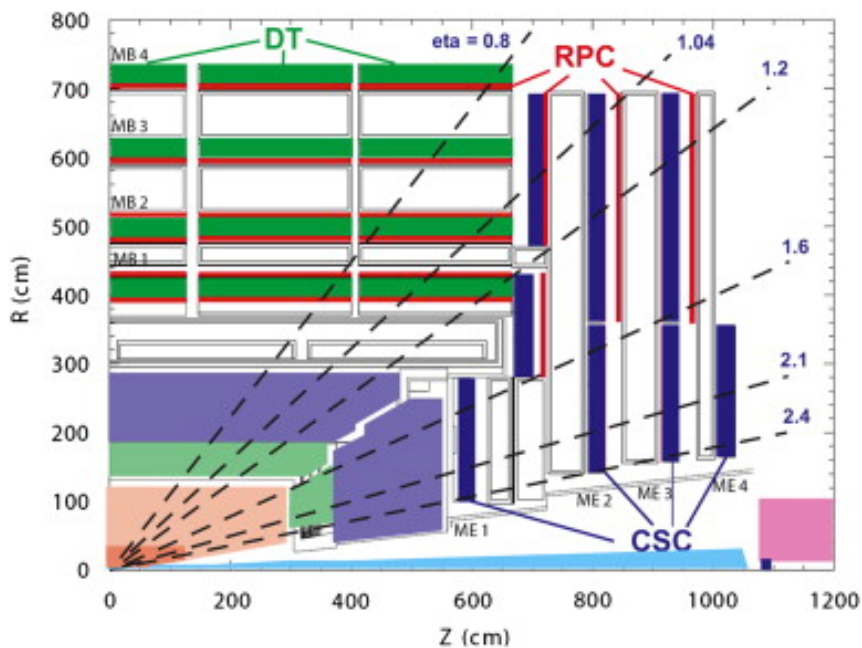 MB 4
DT
eta = 0.8
RPC
1.04
1.2
800
700
MB 3
600
MB 2
500
MB 1
1.6
400
R (cm)
300
2.1
2.4
200
100
ME 1
ME 2
ME 3
ME 4
CSC
0
0
200
400
600
800
1000
1200
Z (cm)